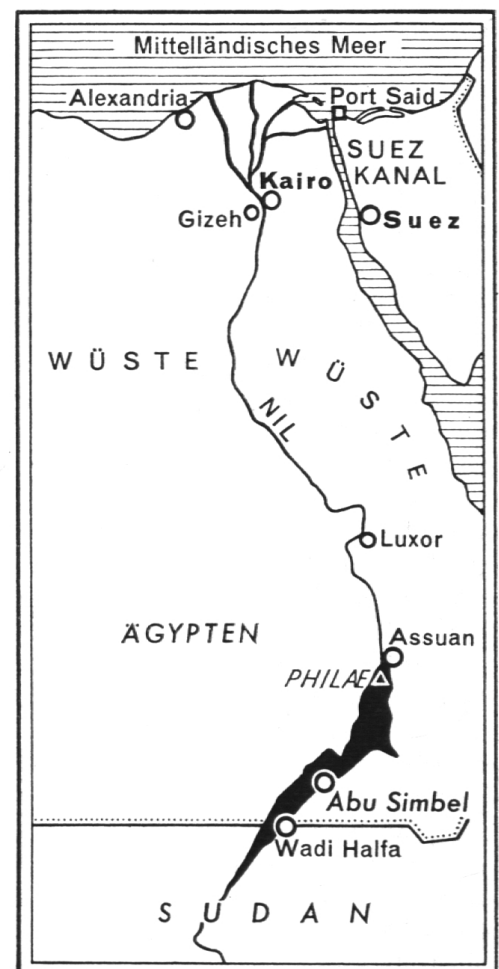 Mittelländisches Meer
Alexandria
Port Said
SUEZ
KANAL
Kairo
Gizeh
Suez
WÜSTE
WÜSTE
NIL
Luxor
ÄGYPTEN
Assuan
PHILAE
Abu Simbel
Wadi Halfa
SUDAN